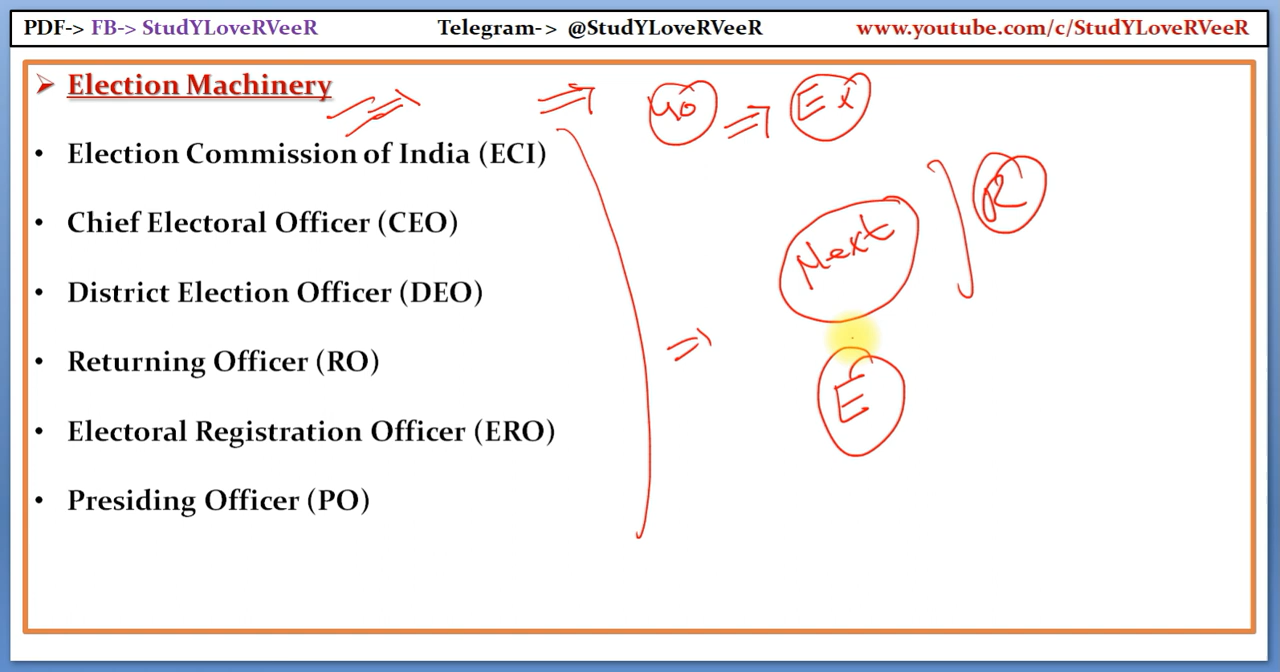 PDF-> FB-> StudYLoveRVeeR Telegram-> @StudYLoveRVeeR www.youtube.com/c/StudYLoveRVeeR
➤ Election Machinery
Ex
• Election Commission of India (ECI)
R
• Chief Electoral Officer (CEO)
Next
• District Election Officer (DEO)
• Returning Officer (RO)
E
• Electoral Registration Officer (ERO)
• Presiding Officer (PO)